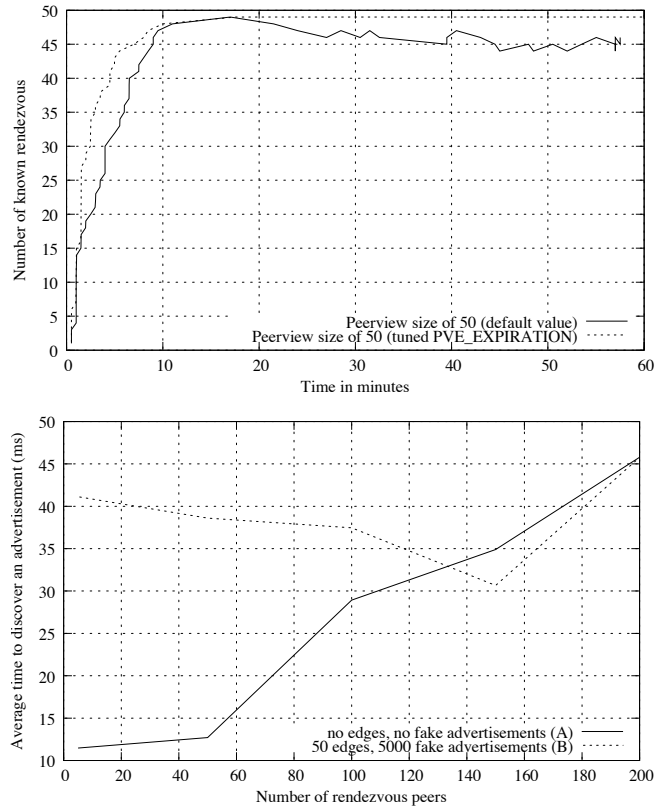 50
45
40
35
30
25
20
15
10
5
0
Number of known rendezvous
Peerview size of 50 (default value)
Peerview size of 50 (tuned PVE_EXPIRATION)
0 10 20 30 40 50 60
Time in minutes
50
45
40
35
30
25
20
15
10
Average time to discover an advertisement (ms)
no edges, no fake advertisements (A)
50 edges, 5000 fake advertisements (B)
0 20 40 60 80 100 120 140 160 180 200
Number of rendezvous peers